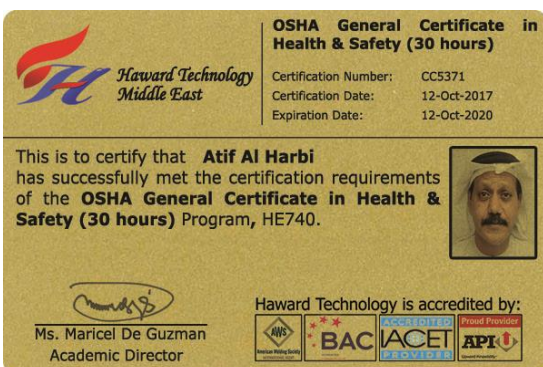 Haward Technology
Middle East
OSHA General Certificate in
Health & Safety (30 hours)
Certification Number: CC5371
Certification Date: 12-Oct-2017
Expiration Date: 12-Oct-2020
This is to certify that Atif Al Harbi
has successfully met the certification requirements
of the OSHA General Certificate in Health &
Safety (30 hours) Program, HE740.
Ms. Maricel De Guzman
Academic Director
Haward Technology is accredited by:
AWS
American Welding Society
BAC
ACCREDITED
IACET
PROVIDER
Proud Provider
API U